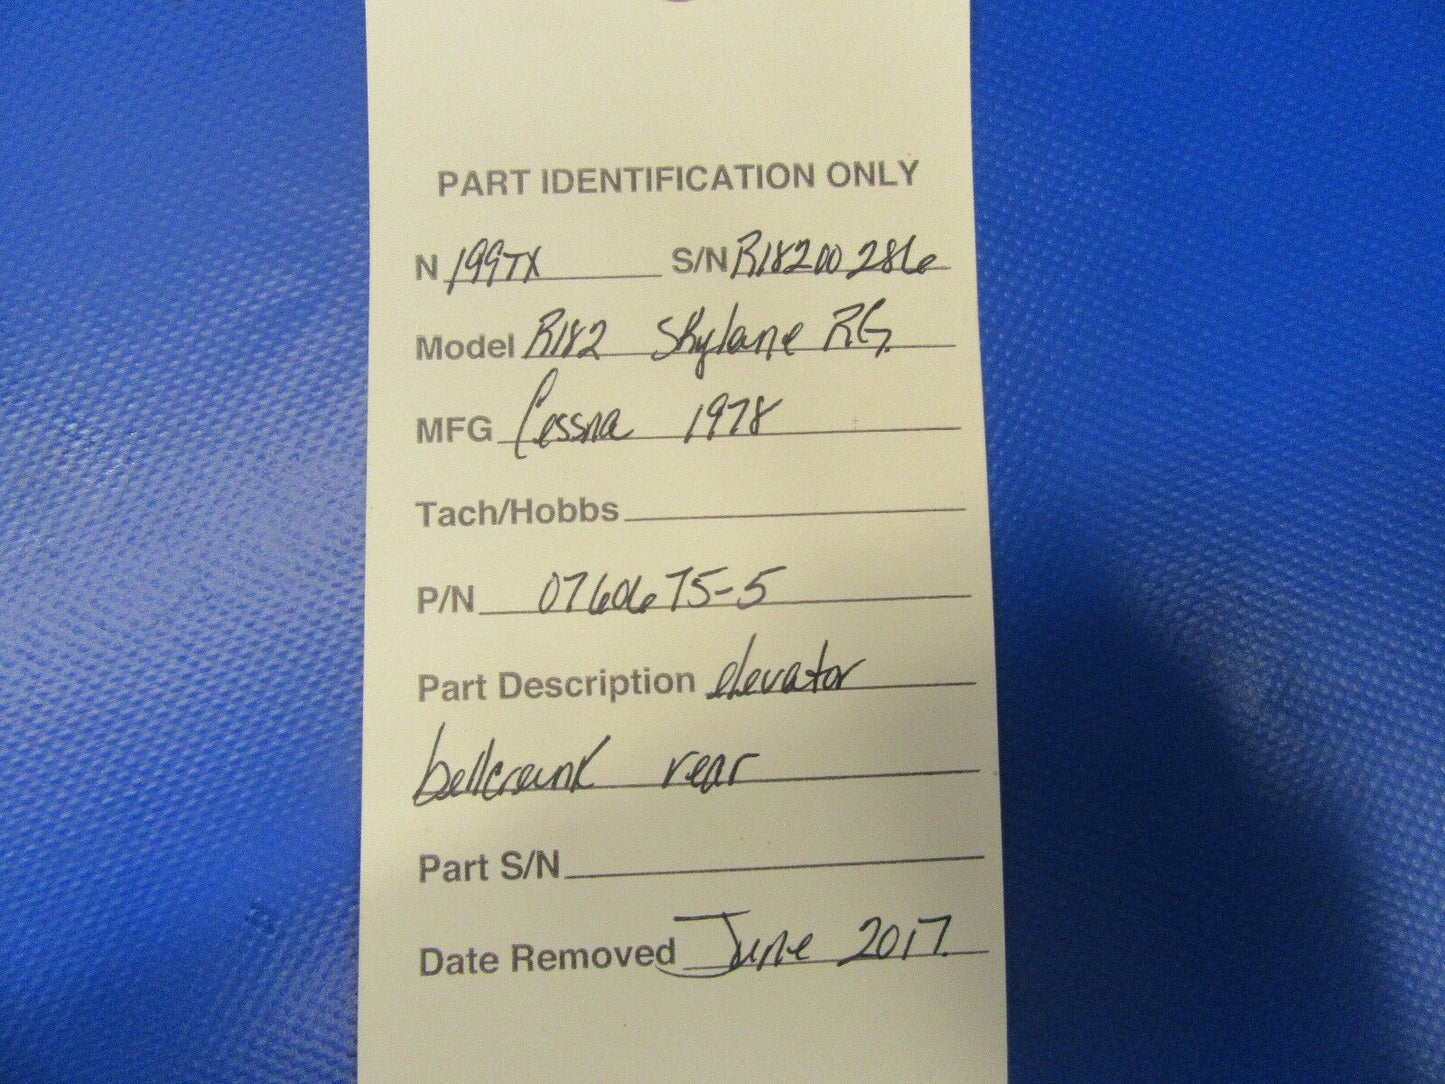 PART IDENTIFICATION ONLY
N 199TX S/N R18200286
Model R182 Skylane RG
MFG Cessna 1978
Tach/Hobbs
P/N 0760675-5
Part Description elevator
bellcrank rear
Part S/N
Date Removed June 2017.